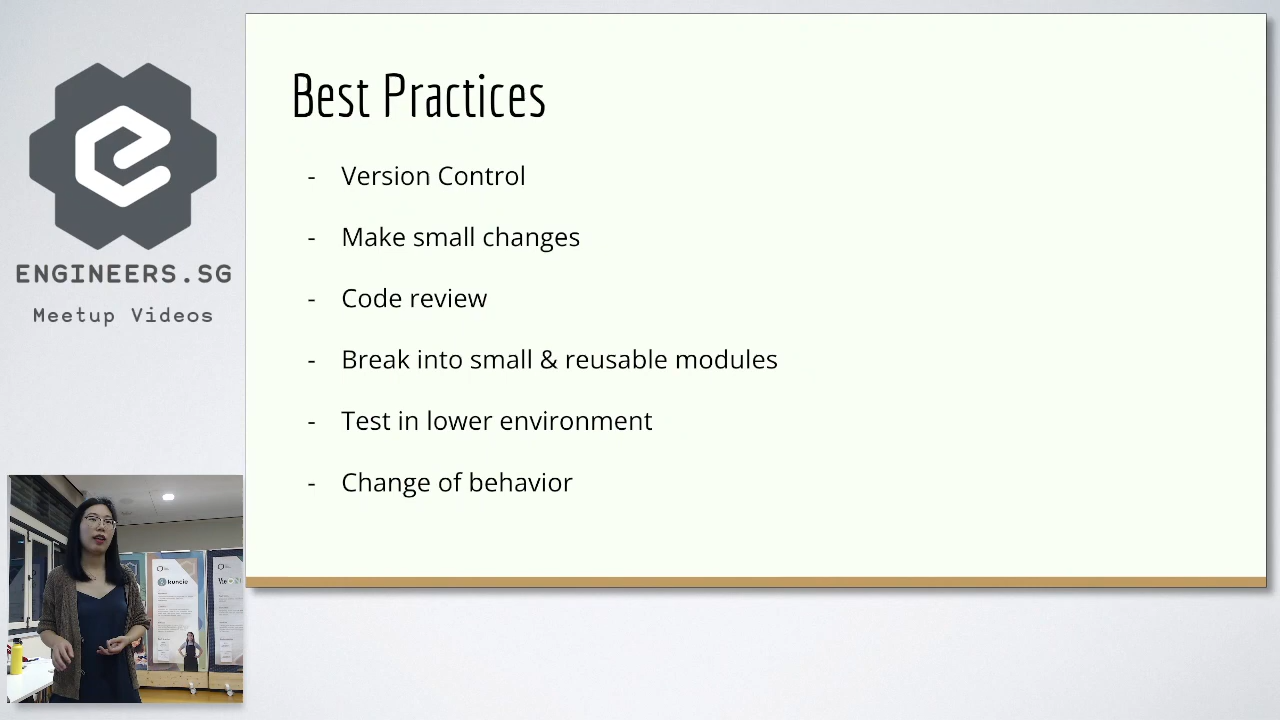 ENGINEERS.SG
Meetup Videos
Best Practices
- Version Control
- Make small changes
- Code review
- Break into small & reusable modules
- Test in lower environment
- Change of behavior
kuncie